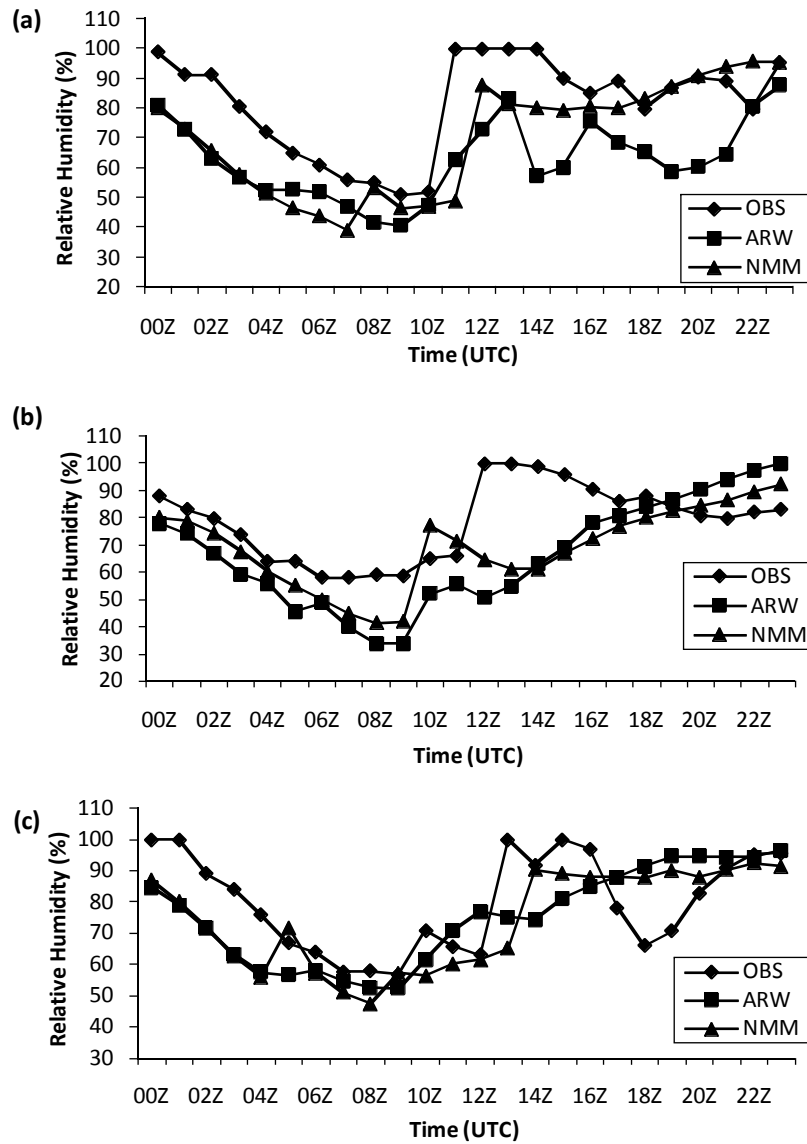 (a)
Relative Humidity (%)
110
100
90
80
70
60
50
40
30
20
OBS
ARW
NMM
00Z 02Z 04Z 06Z 08Z 10Z 12Z 14Z 16Z 18Z 20Z 22Z
Time (UTC)
(b)
Relative Humidity (%)
110
100
90
80
70
60
50
40
30
20
OBS
ARW
NMM
00Z 02Z 04Z 06Z 08Z 10Z 12Z 14Z 16Z 18Z 20Z 22Z
Time (UTC)
(c)
Relative Humidity (%)
110
100
90
80
70
60
50
40
30
OBS
ARW
NMM
00Z 02Z 04Z 06Z 08Z 10Z 12Z 14Z 16Z 18Z 20Z 22Z
Time (UTC)